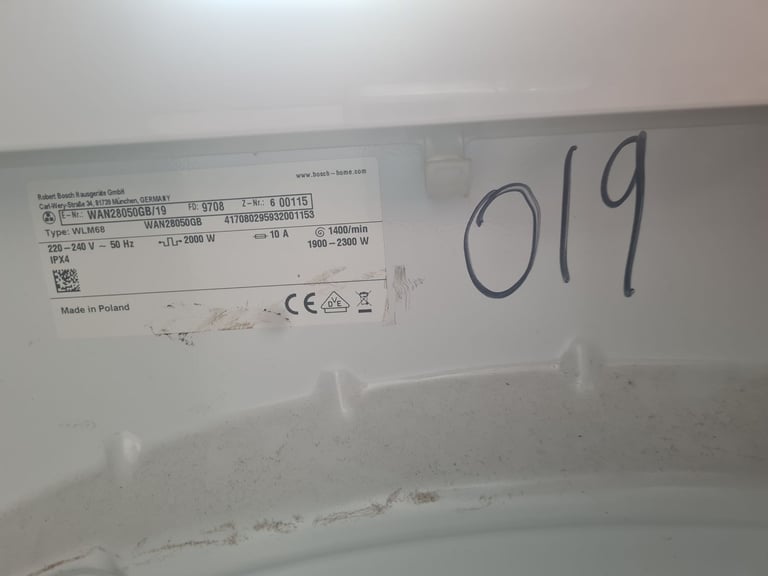 www.bosch-home.com
Robert Bosch Hausgeräte GmbH
Carl-Wery-Straße 34, 81739 München, GERMANY
E-Nr.: WAN28050GB/19 FD: 9708 Z-Nr.: 6 00115
Type: WLM68 WAN28050GB 417080295932001153
220-240 V ~ 50 Hz 2000 W 10 A 1400/min
IPX4 1900-2300 W
Made in Poland CE DVE
019